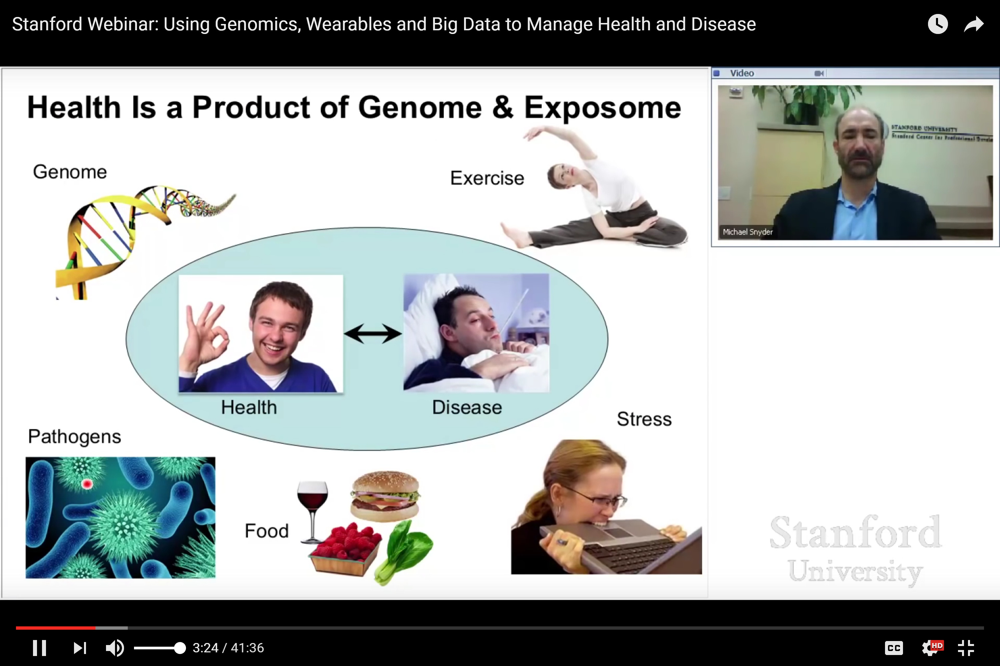 Stanford Webinar: Using Genomics, Wearables and Big Data to Manage Health and Disease
Health Is a Product of Genome & Exposome
Genome
Exercise
Health
Disease
Pathogens
Food
Stress
Video
STANFORD UNIVERSITY
Stanford Center for Professional Develo
Michael Snyder
Stanford
University
3:24 / 41:36
CC
HD